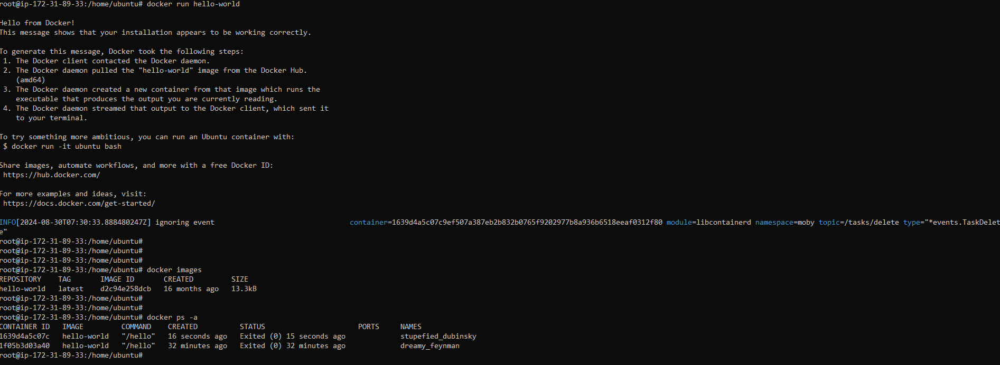 root@ip-172-31-89-33:/home/ubuntu# docker run hello-world
Hello from Docker!
This message shows that your installation appears to be working correctly.
To generate this message, Docker took the following steps:
1. The Docker client contacted the Docker daemon.
2. The Docker daemon pulled the "hello-world" image from the Docker Hub.
(amd64)
3. The Docker daemon created a new container from that image which runs the
executable that produces the output you are currently reading.
4. The Docker daemon streamed that output to the Docker client, which sent it
to your terminal.
To try something more ambitious, you can run an Ubuntu container with:
$ docker run -it ubuntu bash
Share images, automate workflows, and more with a free Docker ID:
https://hub.docker.com/
For more examples and ideas, visit:
https://docs.docker.com/get-started/
INFO[2024-08-30T07:30:33.888480247Z] ignoring event container=1639d4a5c07c9ef507a387eb2b832b0765f9202977b8a936b6518eeaf0312f80 module=libcontainerd namespace=moby topic=/tasks/delete type="*events.TaskDelet
e"
root@ip-172-31-89-33:/home/ubuntu#
root@ip-172-31-89-33:/home/ubuntu#
root@ip-172-31-89-33:/home/ubuntu#
root@ip-172-31-89-33:/home/ubuntu# docker images
REPOSITORY TAG IMAGE ID CREATED SIZE
hello-world latest d2c94e258dcb 16 months ago 13.3kB
root@ip-172-31-89-33:/home/ubuntu#
root@ip-172-31-89-33:/home/ubuntu#
root@ip-172-31-89-33:/home/ubuntu# docker ps -a
CONTAINER ID IMAGE COMMAND CREATED STATUS PORTS NAMES
1639d4a5c07c hello-world "/hello" 16 seconds ago Exited (0) 15 seconds ago stupefied_dubinsky
1f05b3d03a40 hello-world "/hello" 32 minutes ago Exited (0) 32 minutes ago dreamy_feynman
root@ip-172-31-89-33:/home/ubuntu#